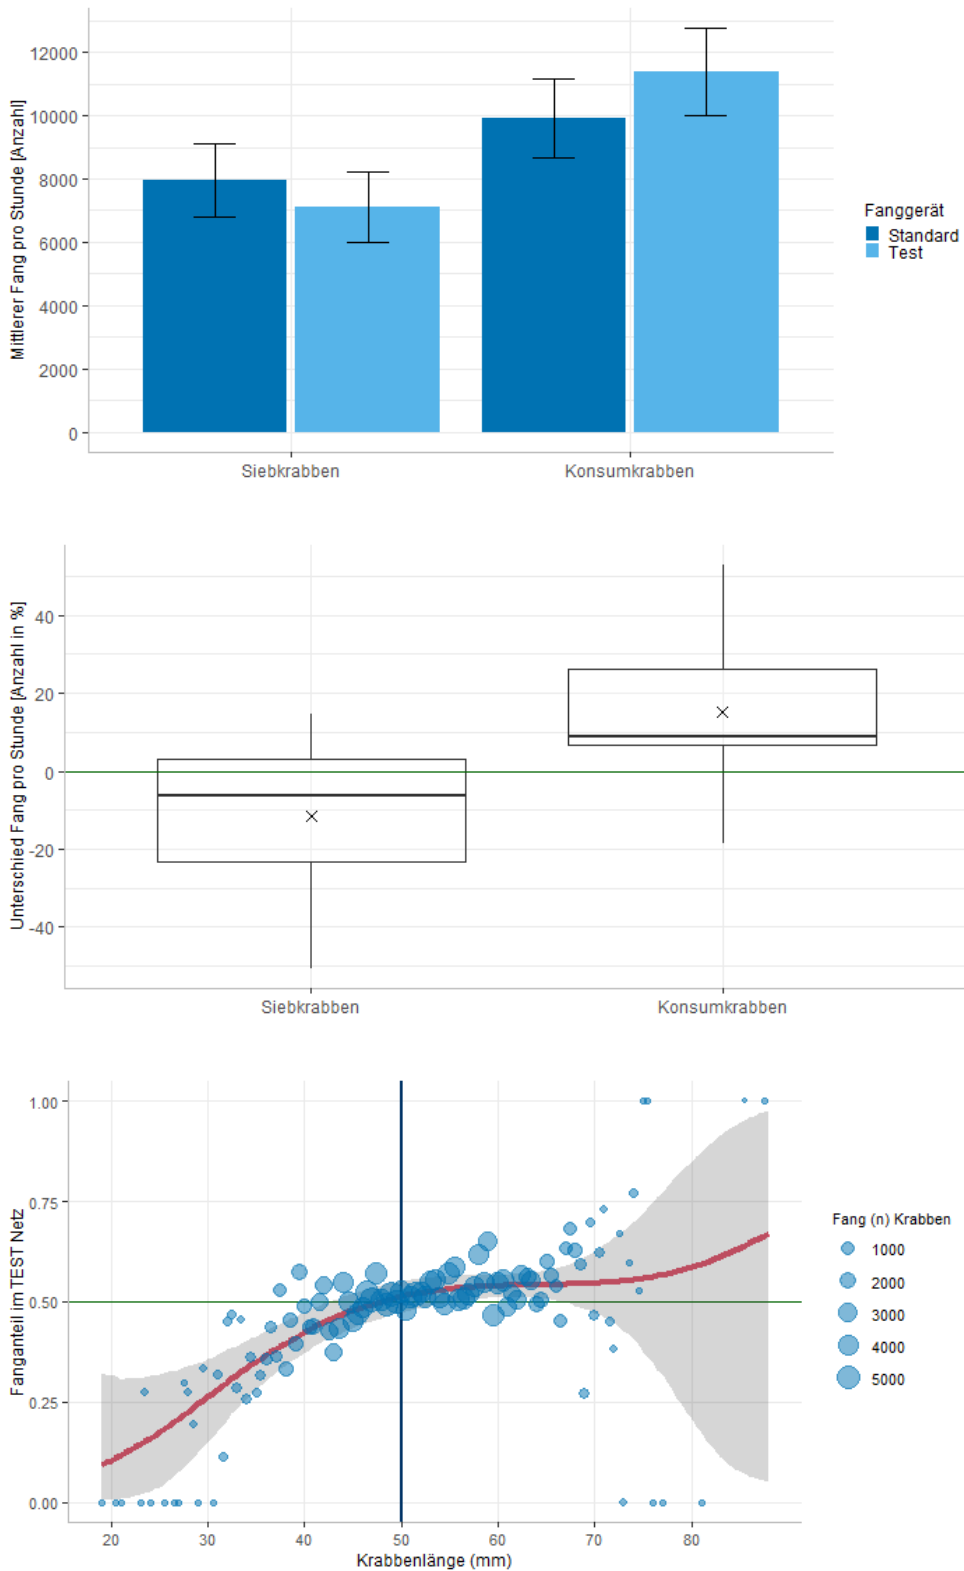 Mittlerer Fang pro Stunde [Anzahl]
12000
10000
8000
6000
4000
2000
0
Siebkrabben
Konsumkrabben
Fanggerät
Standard
Test
Unterschied Fang pro Stunde [Anzahl in %]
40
20
0
-20
-40
Siebkrabben
Konsumkrabben
Fanganteil im TEST Netz
1.00
0.75
0.50
0.25
0.00
20
30
40
50
60
70
80
Krabbenlänge (mm)
Fang (n) Krabben
1000
2000
3000
4000
5000